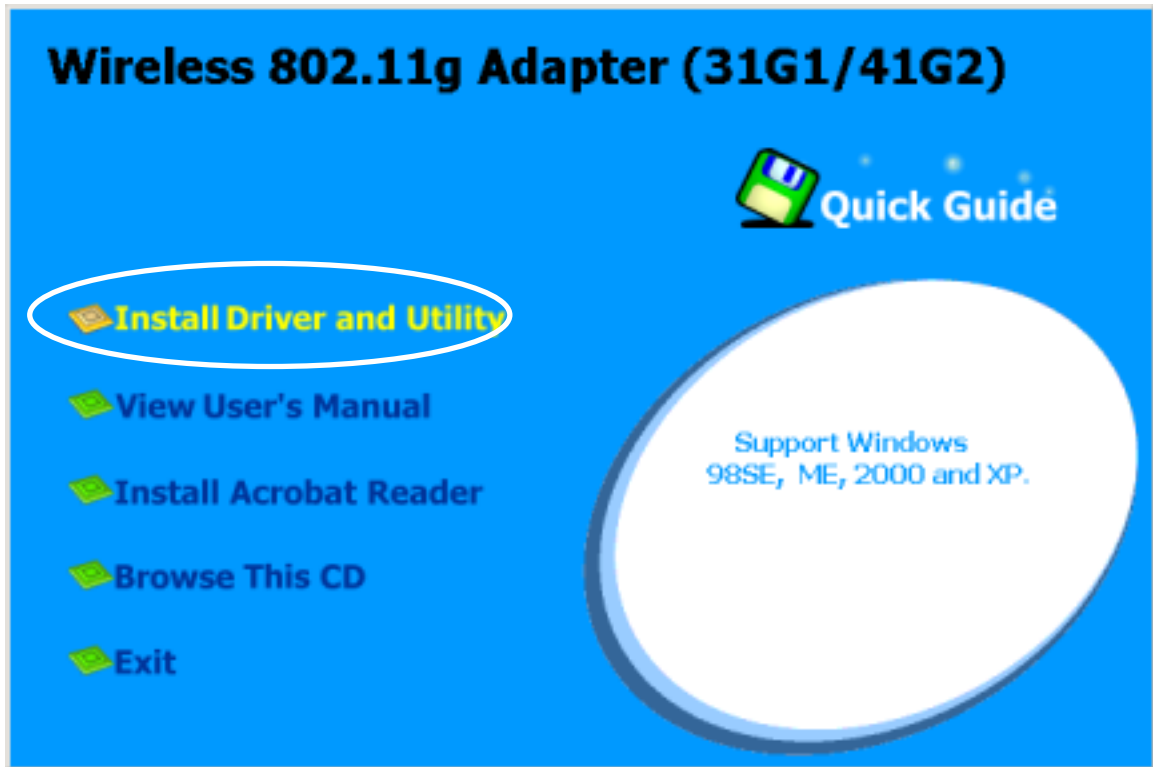 Wireless 802.11g Adapter (31G1/41G2)
Quick Guide
Install Driver and Utility
View User's Manual
Install Acrobat Reader
Browse This CD
Exit
Support Windows
98SE, ME, 2000 and XP.